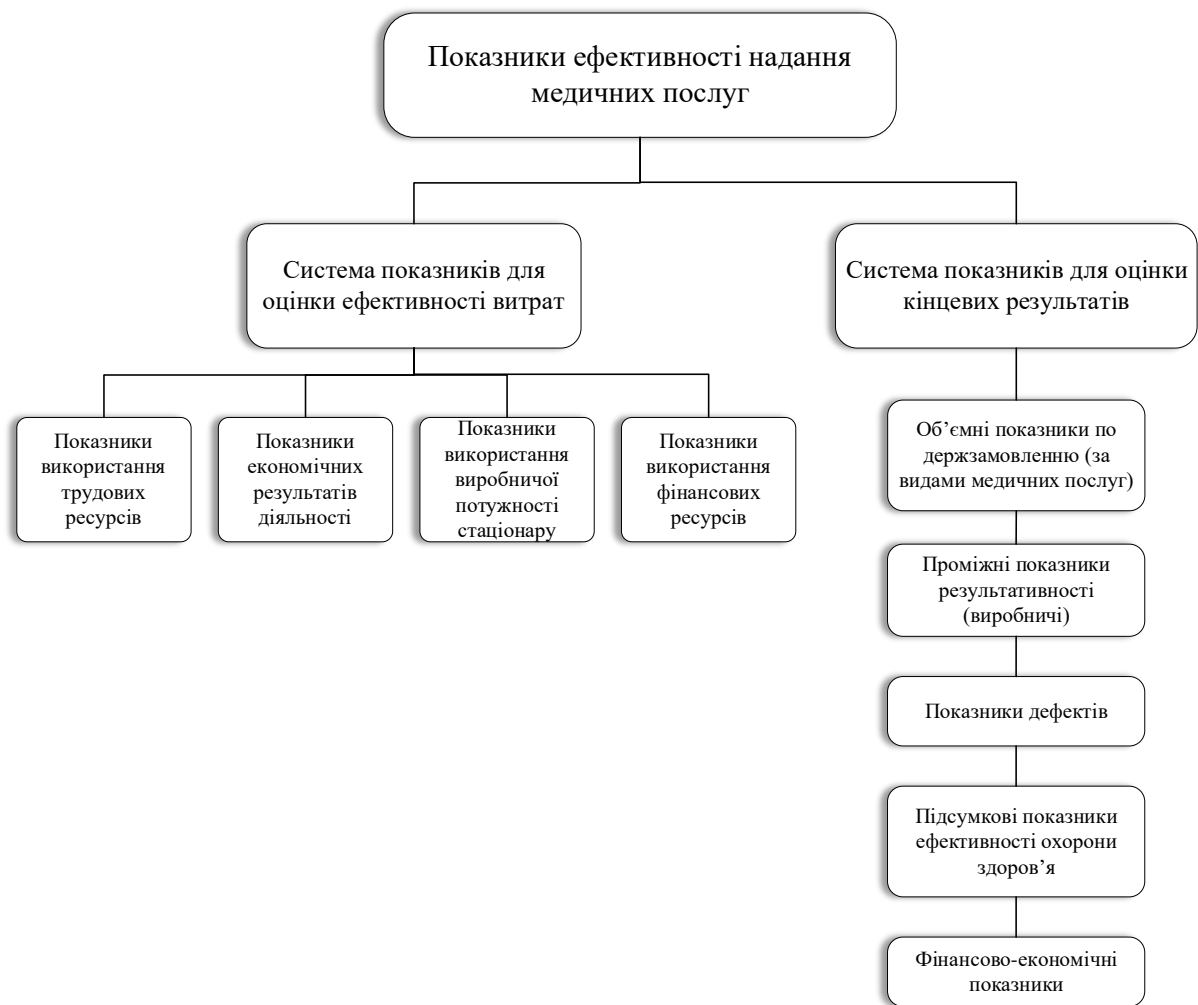 Показники ефективності надання
медичних послуг
Система показників для
оцінки ефективності витрат
Система показників для оцінки
кінцевих результатів
Показники
використання
трудових
ресурсів
Показники
економічних
результатів
діяльності
Показники
використання
виробничої
потужності
стаціонару
Показники
використання
фінансових
ресурсів
Об’ємні показники по
держзамовленню (за
видами медичних послуг)
Проміжні показники
результативності
(виробничі)
Показники дефектів
Підсумкові показники
ефективності охорони
здоров’я
Фінансово-економічні
показники